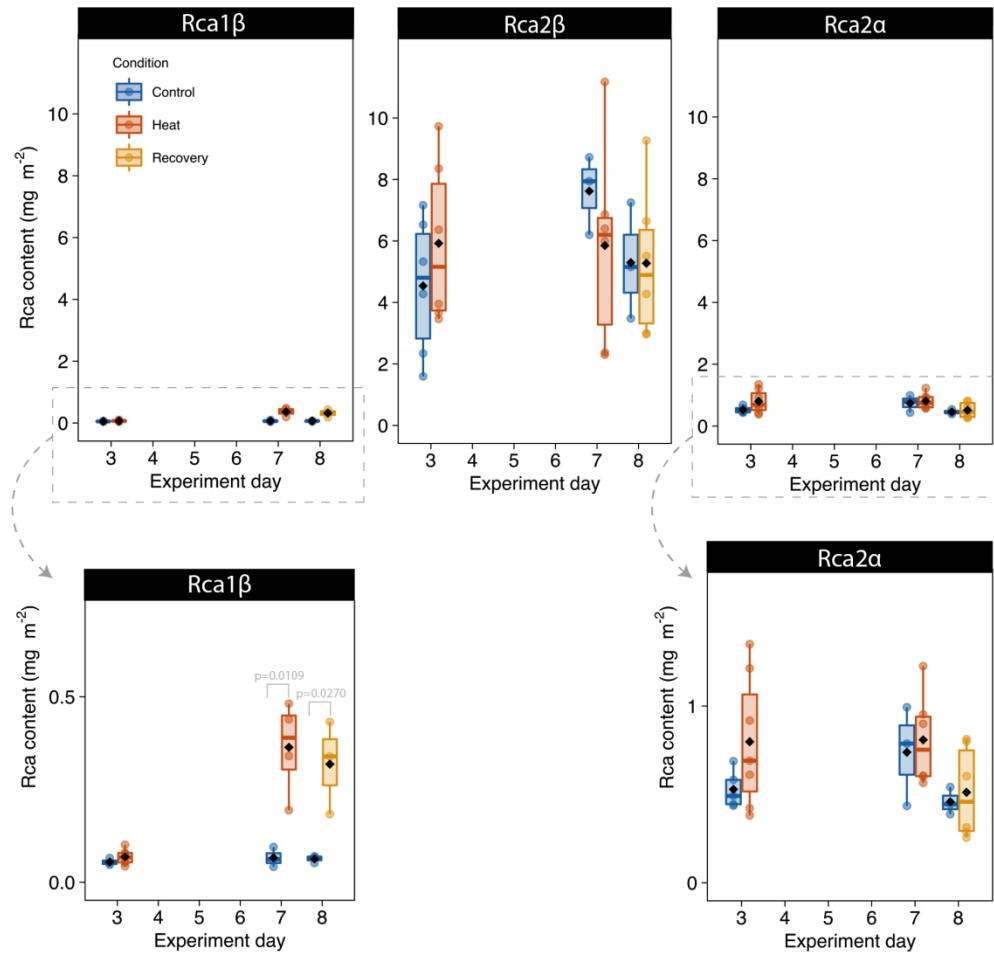 Rca1β
Condition
Control
Heat
Recovery
10
8
6
4
2
0
Rca content (mg m⁻²)
3 4 5 6 7 8
Experiment day
Rca2β
10
8
6
4
2
0
3 4 5 6 7 8
Experiment day
Rca2α
10
8
6
4
2
0
3 4 5 6 7 8
Experiment day
Rca1β
0.5
0.0
Rca content (mg m⁻²)
p=0.0109
p=0.0270
3 4 5 6 7 8
Experiment day
Rca2α
1
0
Rca content (mg m⁻²)
3 4 5 6 7 8
Experiment day